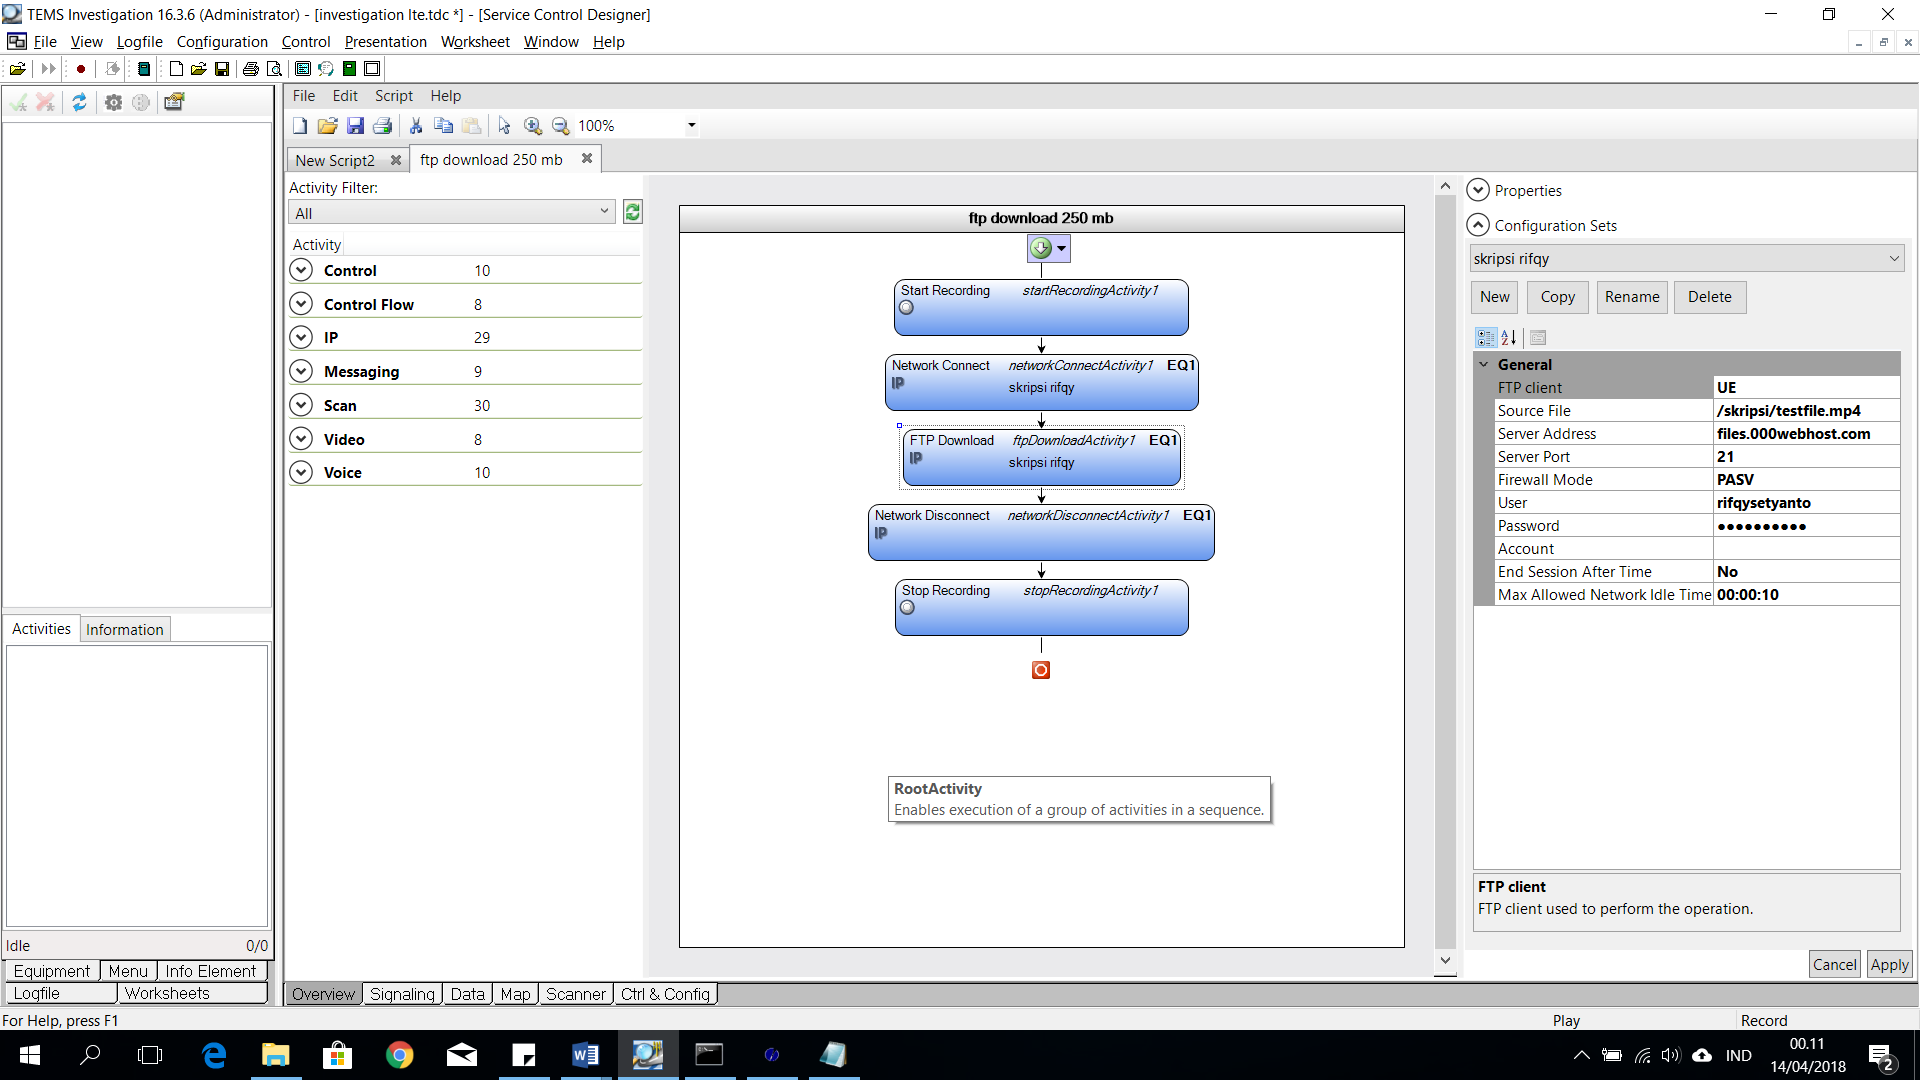 TEMS Investigation 16.3.6 (Administrator) - [investigation lte.tdc *] - [Service Control Designer]
File View Logfile Configuration Control Presentation Worksheet Window Help
File Edit Script Help
100%
New Script2
ftp download 250 mb
Activity Filter:
All
Activity
Control 10
Control Flow 8
IP 29
Messaging 9
Scan 30
Video 8
Voice 10
ftp download 250 mb
Start Recording startRecordingActivity1
Network Connect networkConnectActivity1 EQ1
IP skripsi rifqy
FTP Download ftpDownloadActivity1 EQ1
IP skripsi rifqy
Network Disconnect networkDisconnectActivity1 EQ1
IP
Stop Recording stopRecordingActivity1
RootActivity
Enables execution of a group of activities in a sequence.
Properties
Configuration Sets
skripsi rifqy
New Copy Rename Delete
General
FTP client UE
Source File /skripsi/testfile.mp4
Server Address files.000webhost.com
Server Port 21
Firewall Mode PASV
User rifqysetyanto
Password ●●●●●●●●●●
Account
End Session After Time No
Max Allowed Network Idle Time 00:00:10
FTP client
FTP client used to perform the operation.
Cancel Apply
Activities Information
Idle 0/0
Equipment Menu Info Element
Logfile Worksheets
Overview Signaling Data Map Scanner Ctrl & Config
For Help, press F1
Play Record
IND
00.11
14/04/2018
2